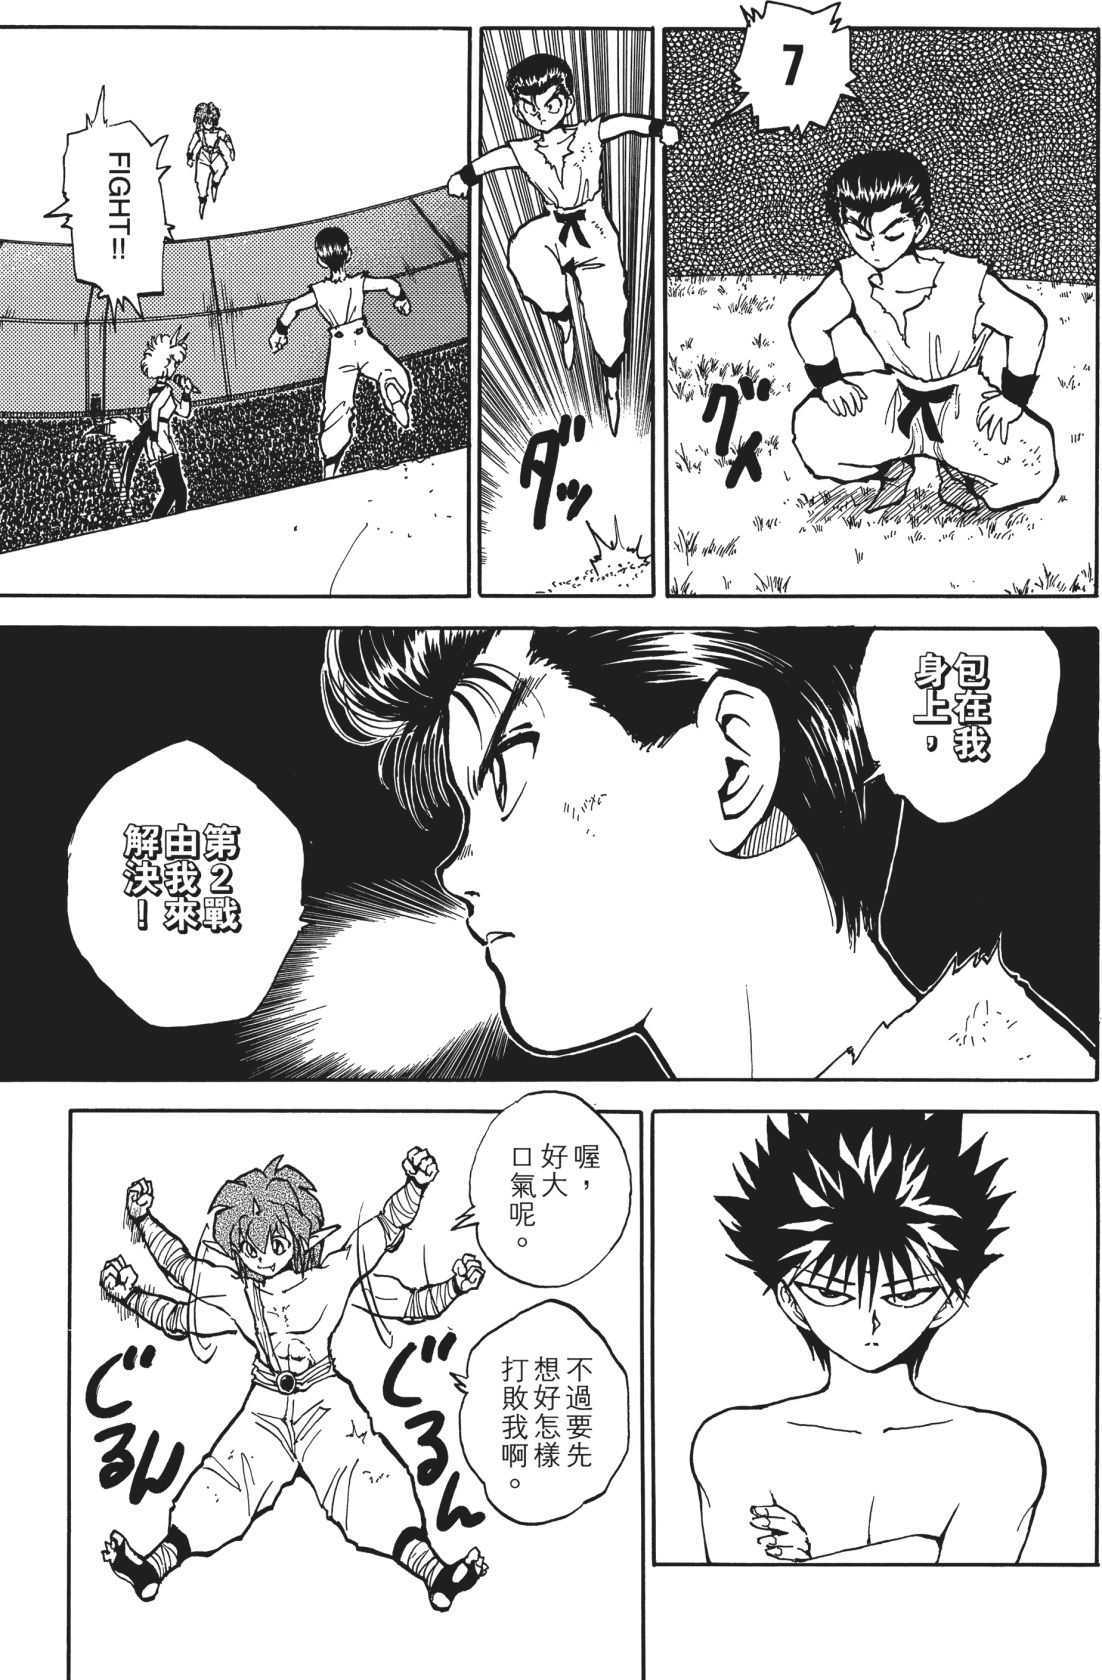 7
グッ
ダッ
FIGHT!!
包在我
身上，
第2戰
由我來
解決！
喔，
好大
口氣呢。
不過要先
想好怎樣
打敗我啊。
ぐるん
ぐるん